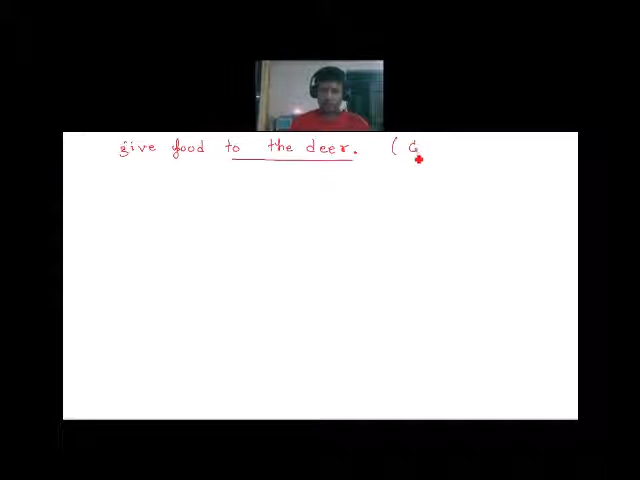 give food to the deer. (